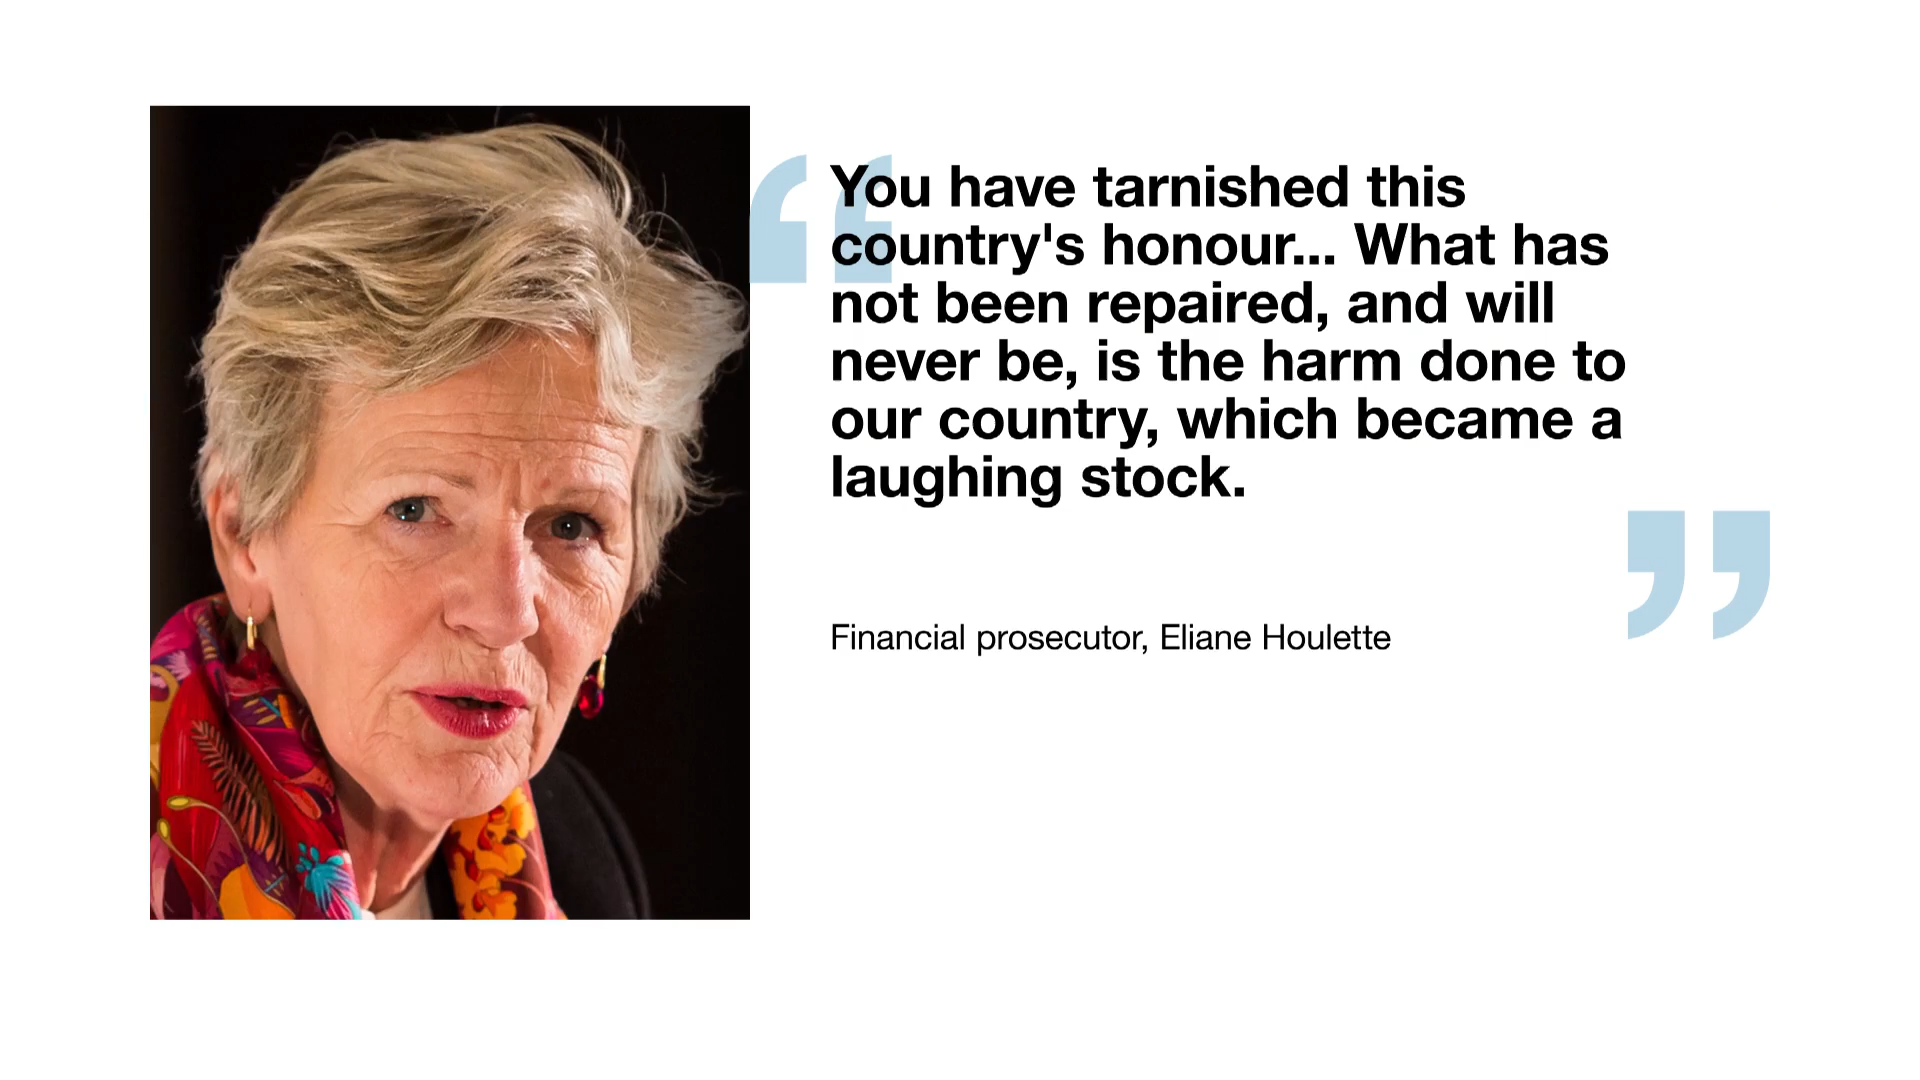 You have tarnished this
country's honour... What has
not been repaired, and will
never be, is the harm done to
our country, which became a
laughing stock.
Financial prosecutor, Eliane Houlette